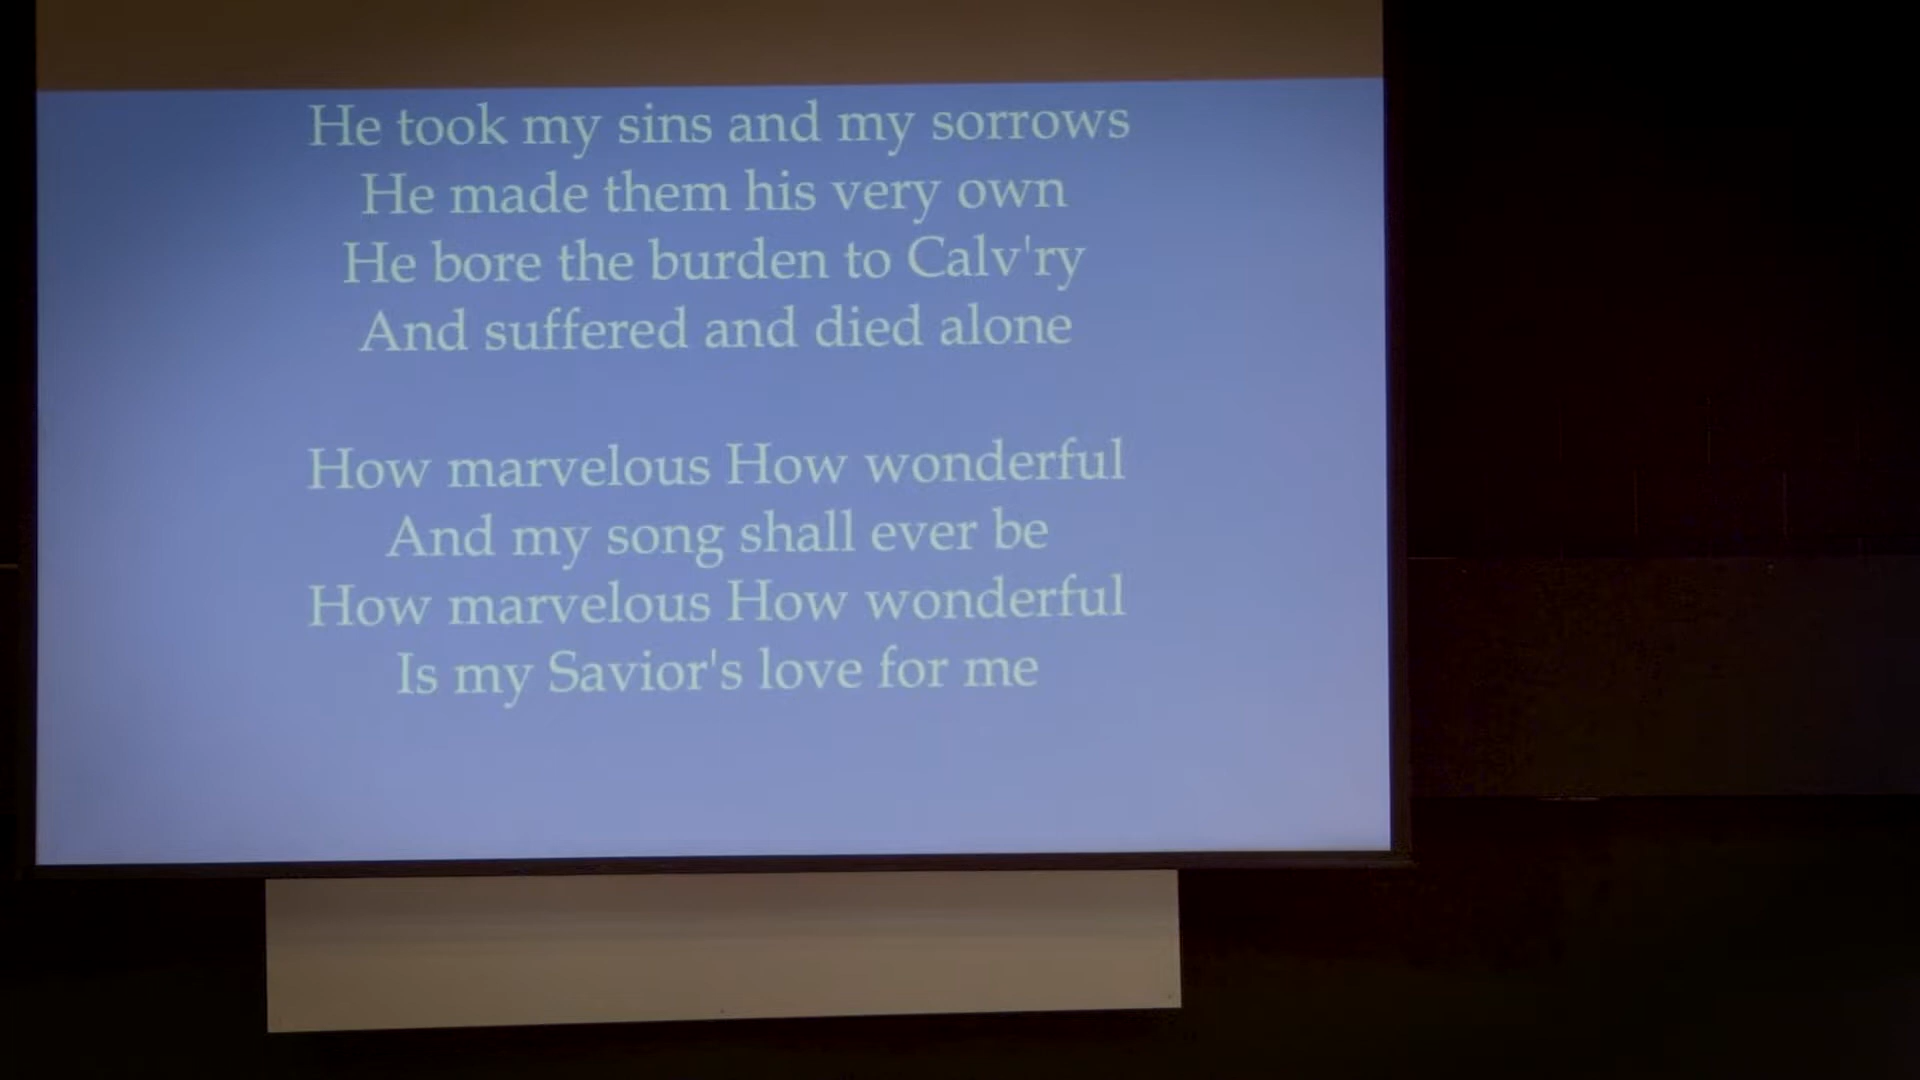 He took my sins and my sorrows
He made them his very own
He bore the burden to Calv'ry
And suffered and died alone
How marvelous How wonderful
And my song shall ever be
How marvelous How wonderful
Is my Savior's love for me